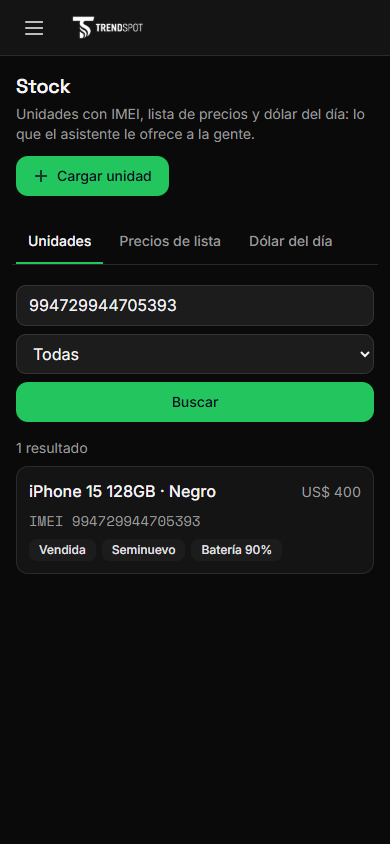 TRENDSPOT
Stock
Unidades con IMEI, lista de precios y dólar del día: lo
que el asistente le ofrece a la gente.
+ Cargar unidad
Unidades Precios de lista Dólar del día
994729944705393
Todas
Buscar
1 resultado
iPhone 15 128GB · Negro US$ 400
IMEI 994729944705393
Vendida Seminuevo Batería 90%